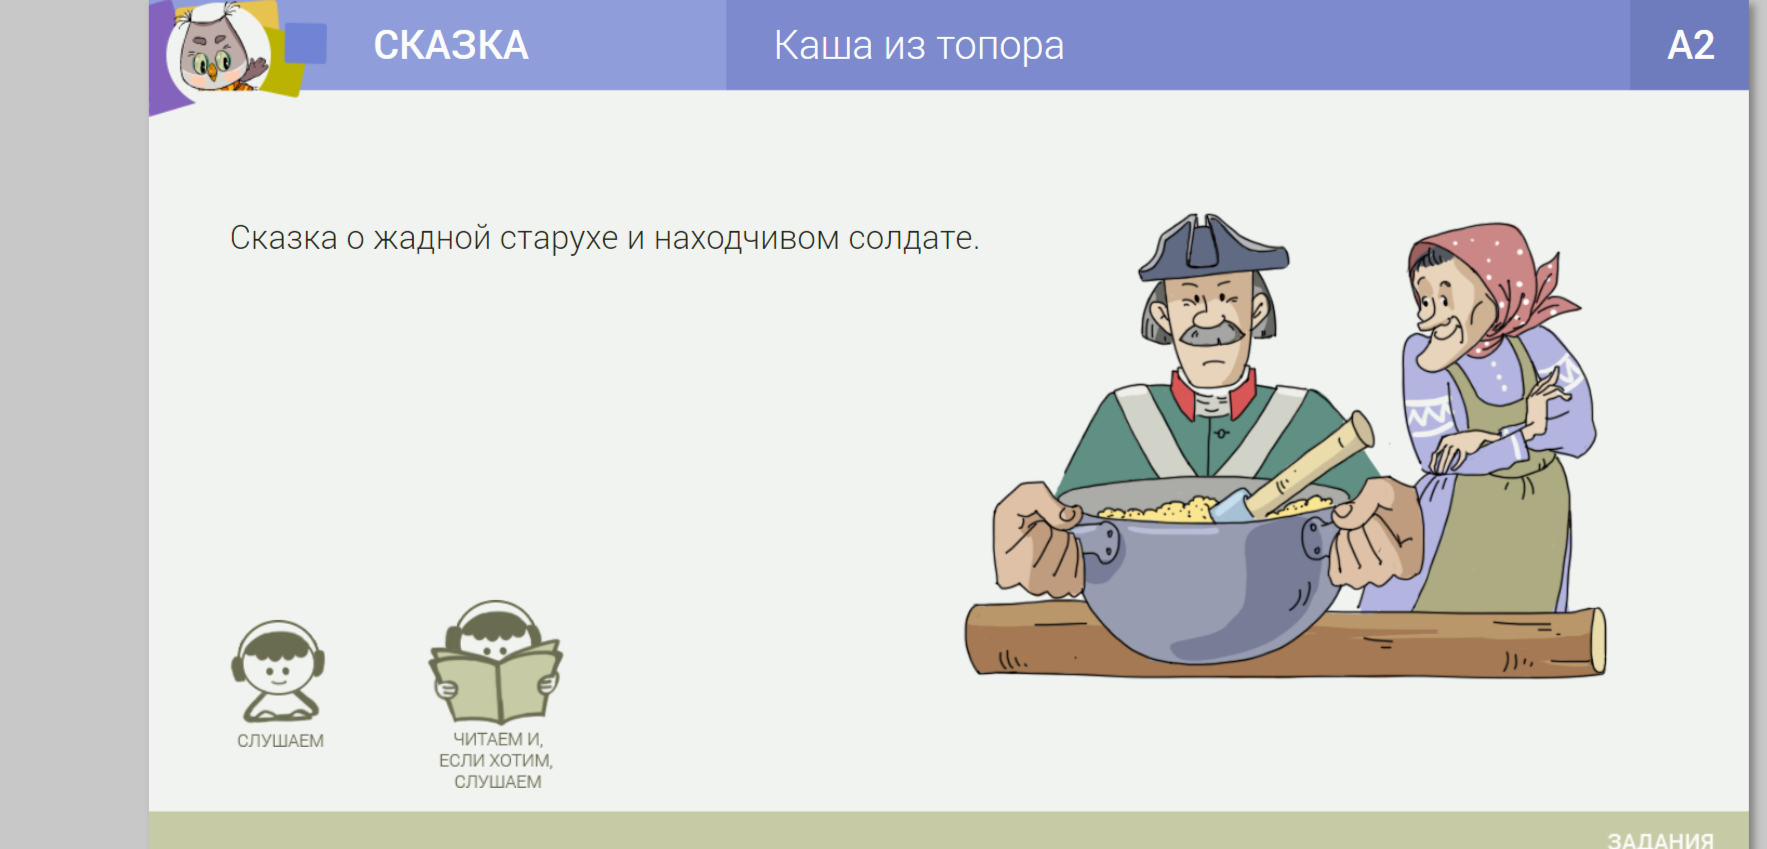 СКАЗКА
Каша из топора
А2
Сказка о жадной старухе и находчивом солдате.
СЛУШАЕМ
ЧИТАЕМ И,
ЕСЛИ ХОТИМ,
СЛУШАЕМ
ЗАДАНИЯ